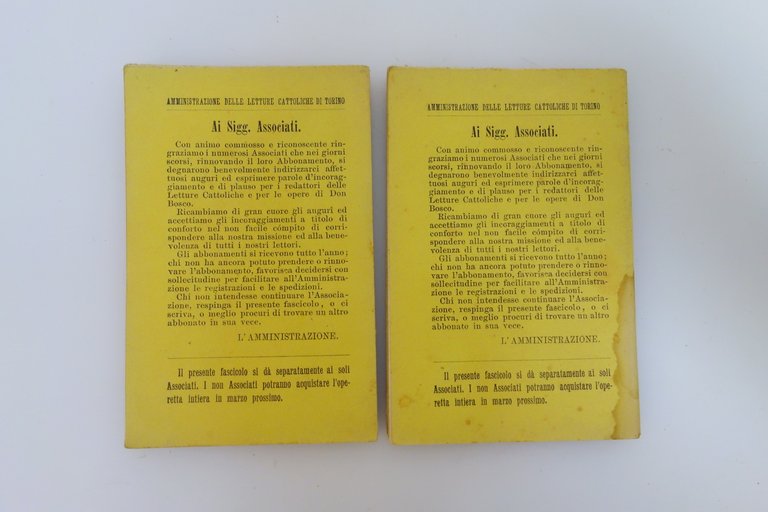 AMMINISTRAZIONE DELLE LETTURE CATTOLICHE DI TORINO
Ai Sigg. Associati.
Con animo commosso e riconoscente rin-
graziamo i numerosi Associati che nei giorni
scorsi, rinnovando il loro Abbonamento, si
degnarono benevolmente indirizzarci affet-
tuosi auguri ed esprimere parole d'incorag-
giamento e di plauso per i redattori delle
Letture Cattoliche e per le opere di Don
Bosco.
Ricambiamo di gran cuore gli auguri ed
accettiamo gli incoraggiamenti a titolo di
conforto nel non facile còmpito di corri-
spondere alla nostra missione ed alla bene-
volenza di tutti i nostri lettori.
Gli abbonamenti si ricevono tutto l'anno;
chi non ha ancora potuto prendere o rinno-
vare l'abbonamento, favorisca decidersi con
sollecitudine per facilitare all'Amministra-
zione le registrazioni e le spedizioni.
Chi non intendesse continuare l'Associa-
zione, respinga il presente fascicolo, o ci
scriva, o meglio procuri di trovare un altro
abbonato in sua vece.
L'AMMINISTRAZIONE.
Il presente fascicolo si dà separatamente ai soli
Associati. I non Associati potranno acquistare l'ope-
retta intiera in marzo prossimo.
AMMINISTRAZIONE DELLE LETTURE CATTOLICHE DI TORINO
Ai Sigg. Associati.
Con animo commosso e riconoscente rin-
graziamo i numerosi Associati che nei giorni
scorsi, rinnovando il loro Abbonamento, si
degnarono benevolmente indirizzarci affet-
tuosi auguri ed esprimere parole d'incorag-
giamento e di plauso per i redattori delle
Letture Cattoliche e per le opere di Don
Bosco.
Ricambiamo di gran cuore gli auguri ed
accettiamo gli incoraggiamenti a titolo di
conforto nel non facile còmpito di corri-
spondere alla nostra missione ed alla bene-
volenza di tutti i nostri lettori.
Gli abbonamenti si ricevono tutto l'anno;
chi non ha ancora potuto prendere o rinno-
vare l'abbonamento, favorisca decidersi con
sollecitudine per facilitare all'Amministra-
zione le registrazioni e le spedizioni.
Chi non intendesse continuare l'Associa-
zione, respinga il presente fascicolo, o ci
scriva, o meglio procuri di trovare un altro
abbonato in sua vece.
L'AMMINISTRAZIONE.
Il presente fascicolo si dà separatamente ai soli
Associati. I non Associati potranno acquistare l'ope-
retta intiera in marzo prossimo.